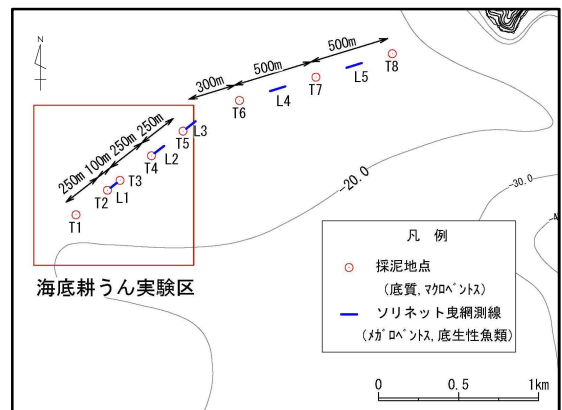 N
500m
500m
300m
T8
L5
T7
L4
T6
250m
250m
100m
250m
L3
T5
L2
T4
T3
L1
T2
T1
-20.0
-30.0
海底耕うん実験区
凡 例
採泥地点
(底質,マクロベントス)
ソリネット曳網測線
(メガロベントス,底生性魚類)
0 0.5 1km